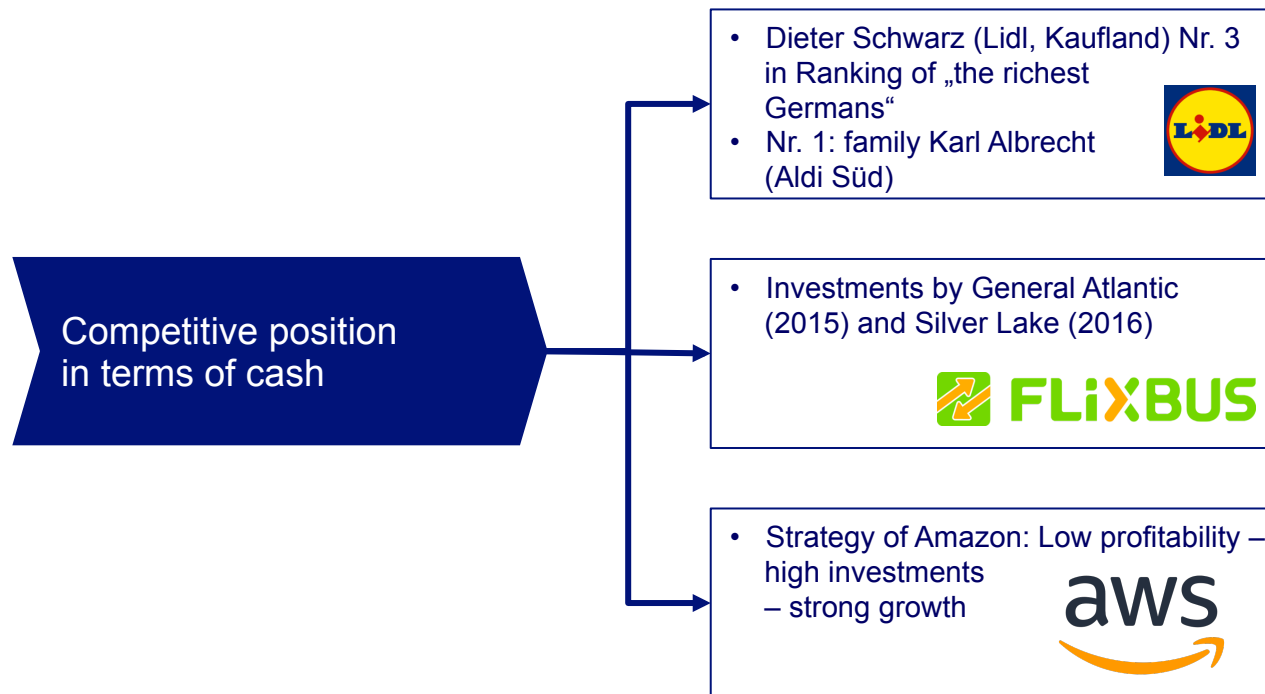 Competitive position
in terms of cash
• Dieter Schwarz (Lidl, Kaufland) Nr. 3
in Ranking of „the richest
Germans“
• Nr. 1: family Karl Albrecht
(Aldi Süd)
LiDL
• Investments by General Atlantic
(2015) and Silver Lake (2016)
FLiXBUS
• Strategy of Amazon: Low profitability –
high investments
– strong growth
aws